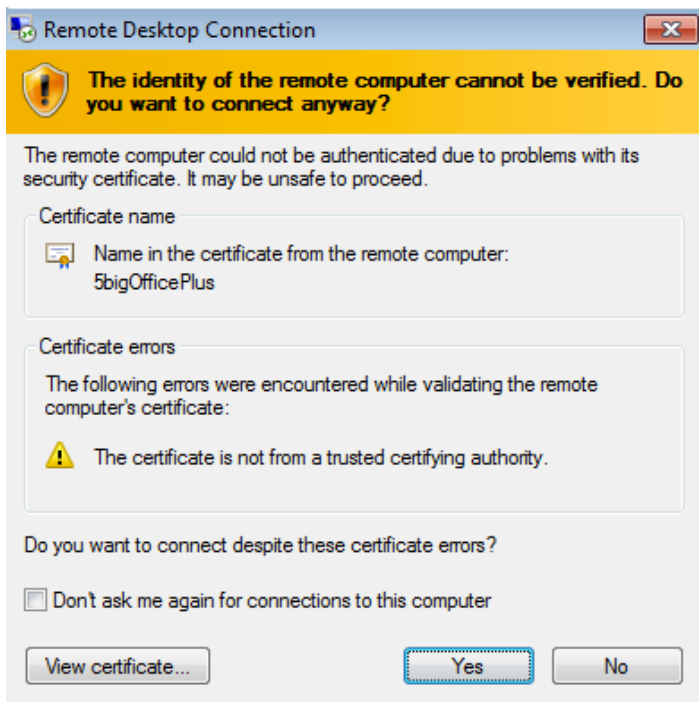 Remote Desktop Connection
The identity of the remote computer cannot be verified. Do
you want to connect anyway?
The remote computer could not be authenticated due to problems with its
security certificate. It may be unsafe to proceed.
Certificate name
Name in the certificate from the remote computer:
5bigOfficePlus
Certificate errors
The following errors were encountered while validating the remote
computer's certificate:
The certificate is not from a trusted certifying authority.
Do you want to connect despite these certificate errors?
Don't ask me again for connections to this computer
View certificate...
Yes
No